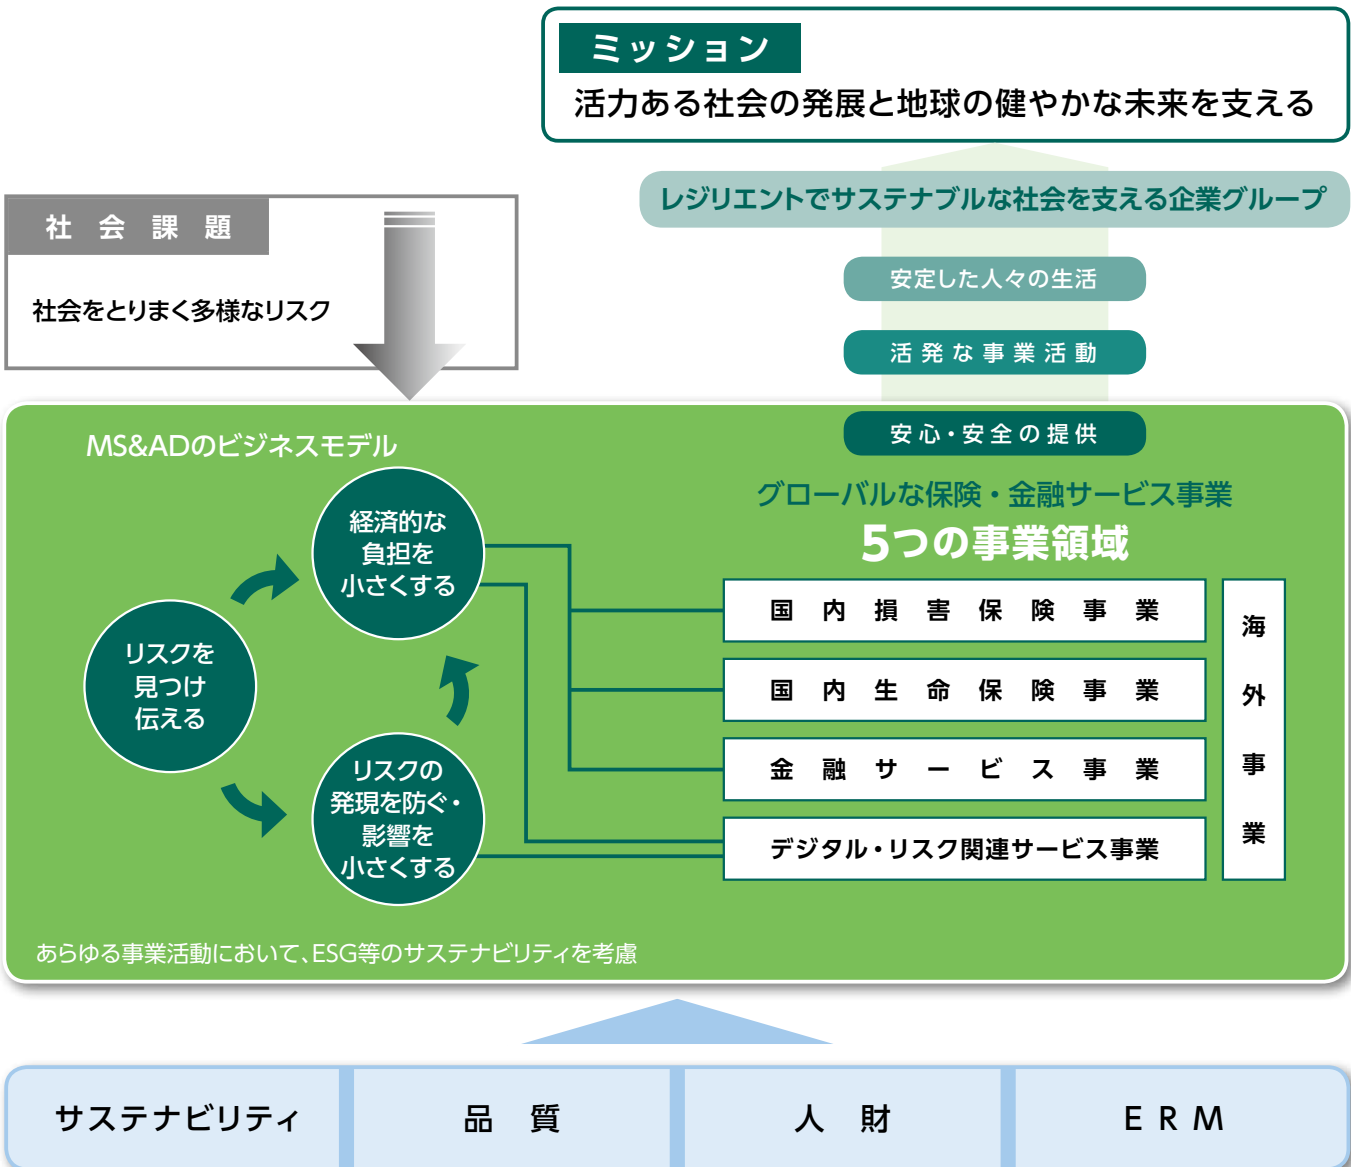 ミッション
活力ある社会の発展と地球の健やかな未来を支える
レジリエントでサステナブルな社会を支える企業グループ
社会課題
社会をとりまく多様なリスク
安定した人々の生活
活発な事業活動
安心・安全の提供
MS&ADのビジネスモデル
経済的な
負担を
小さくする
リスクを
見つけ
伝える
リスクの
発現を防ぐ・
影響を
小さくする
グローバルな保険・金融サービス事業
5つの事業領域
国内損害保険事業
国内生命保険事業
金融サービス事業
デジタル・リスク関連サービス事業
海外事業
あらゆる事業活動において、ESG等のサステナビリティを考慮
サステナビリティ
品質
人財
ERM